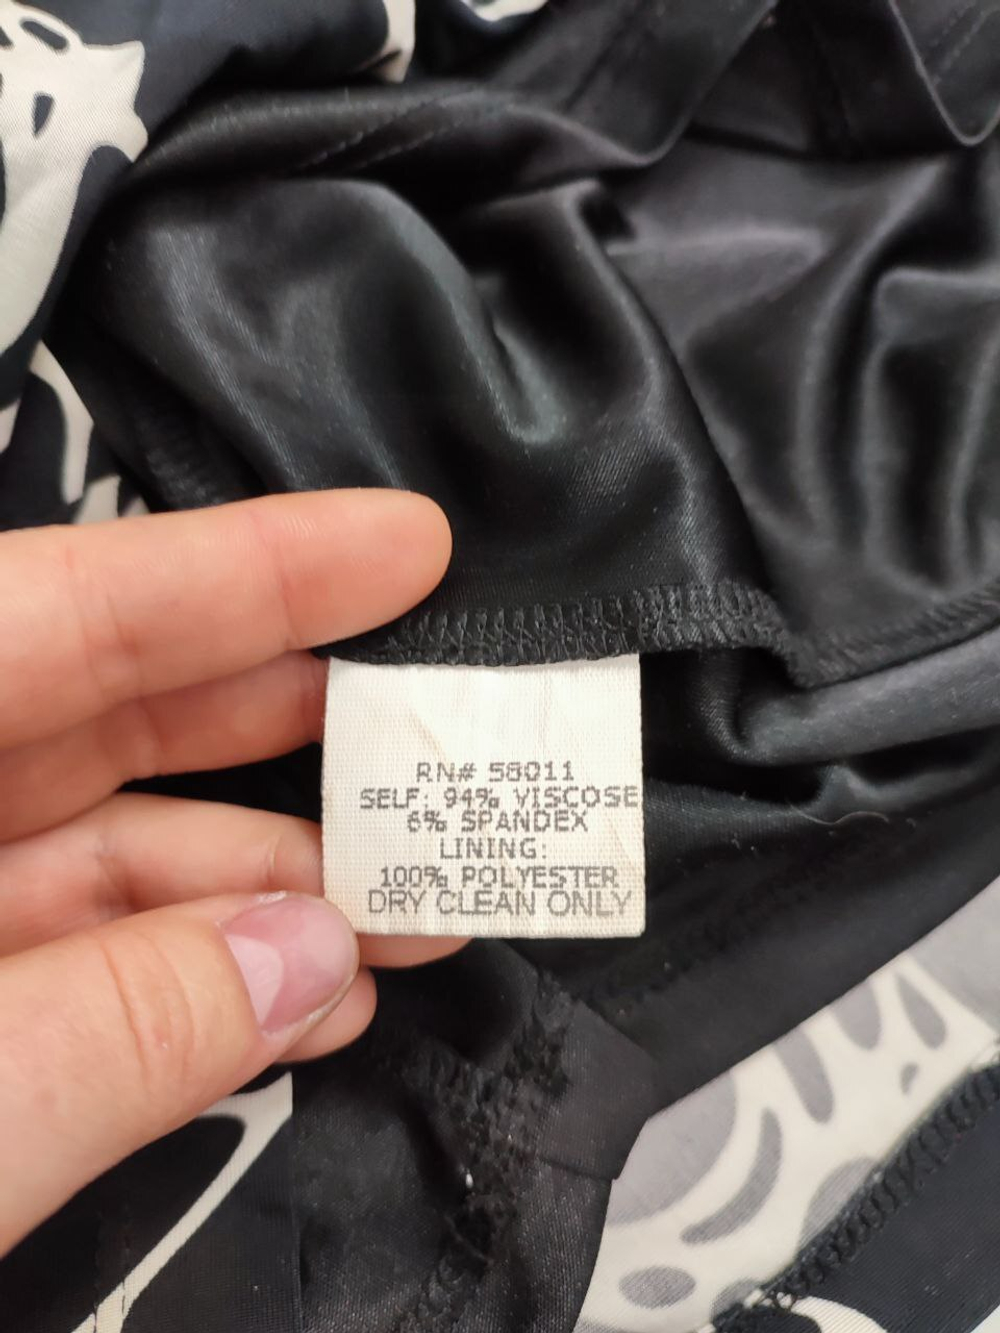 RN# 58011
SELF: 94% VISCOSE
6% SPANDEX
LINING:
100% POLYESTER
DRY CLEAN ONLY